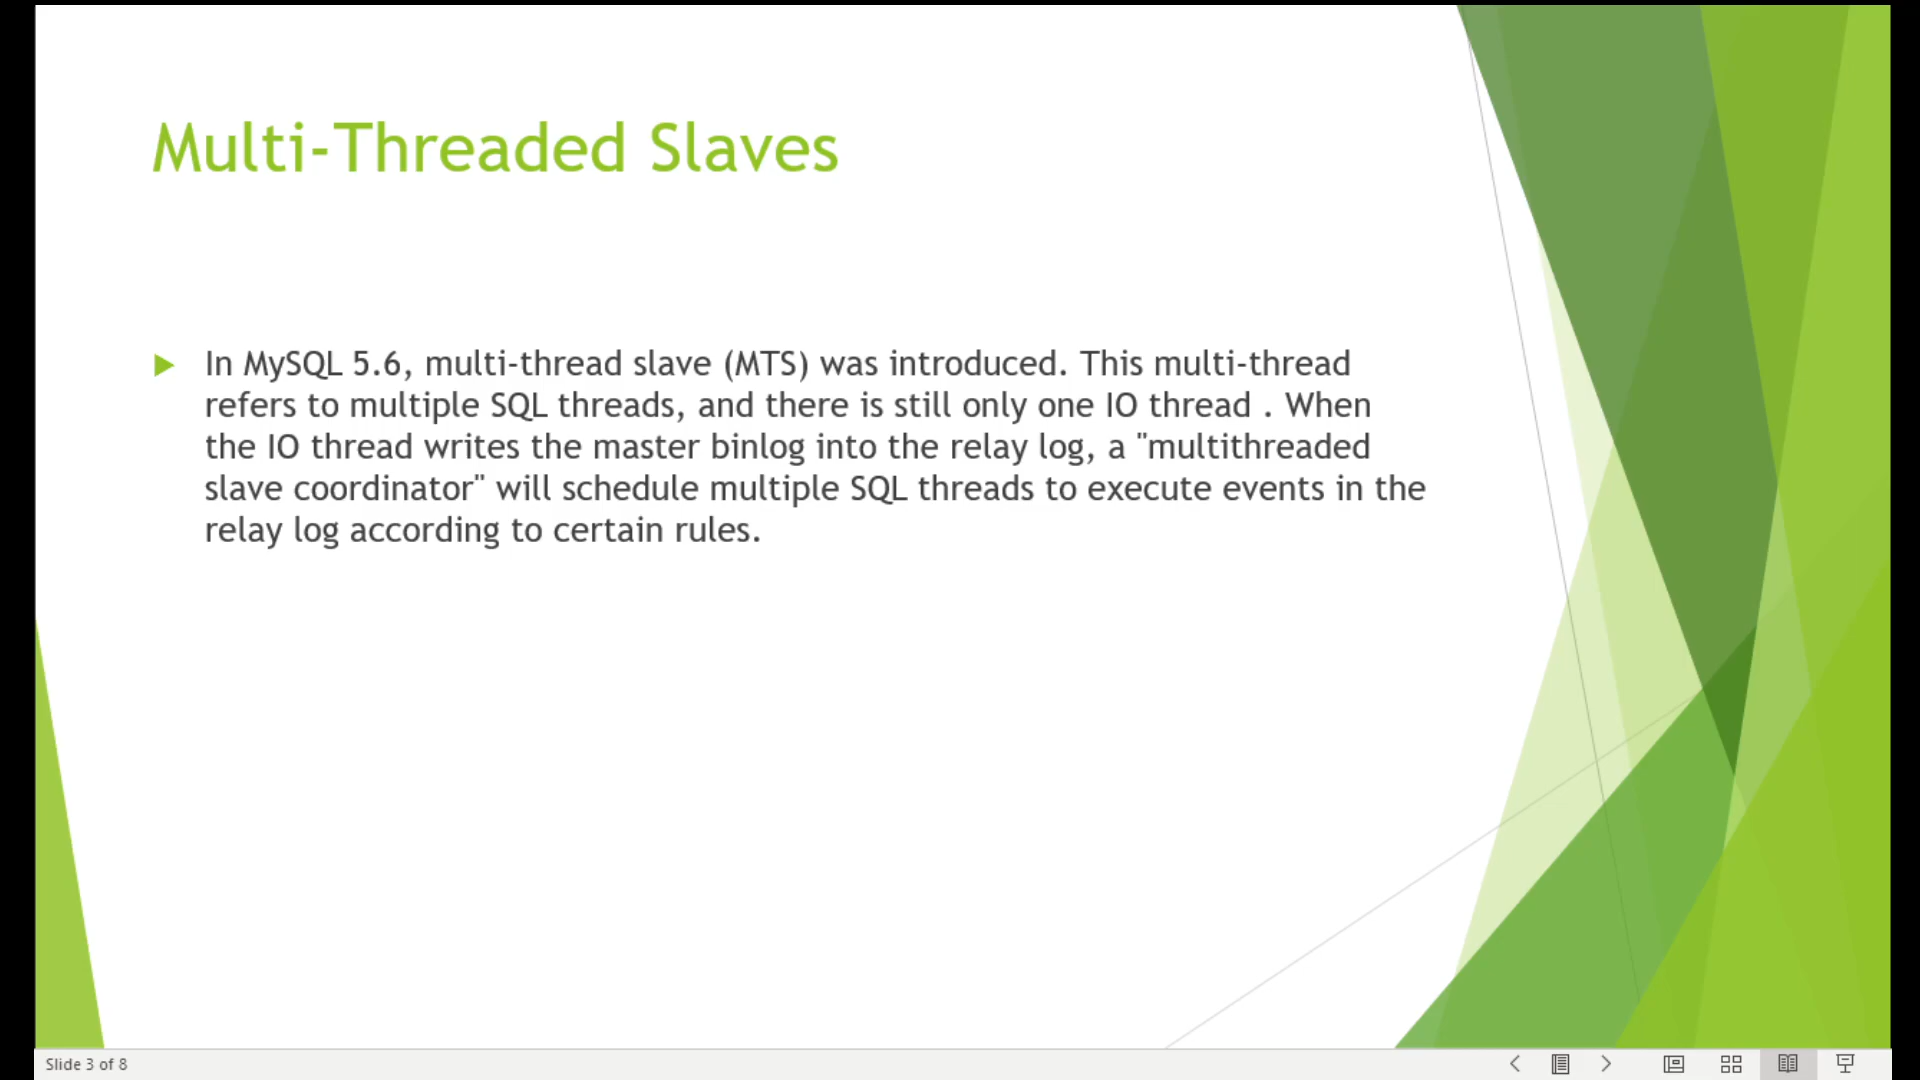 Multi-Threaded Slaves
In MySQL 5.6, multi-thread slave (MTS) was introduced. This multi-thread
refers to multiple SQL threads, and there is still only one IO thread . When
the IO thread writes the master binlog into the relay log, a "multithreaded
slave coordinator" will schedule multiple SQL threads to execute events in the
relay log according to certain rules.
Slide 3 of 8